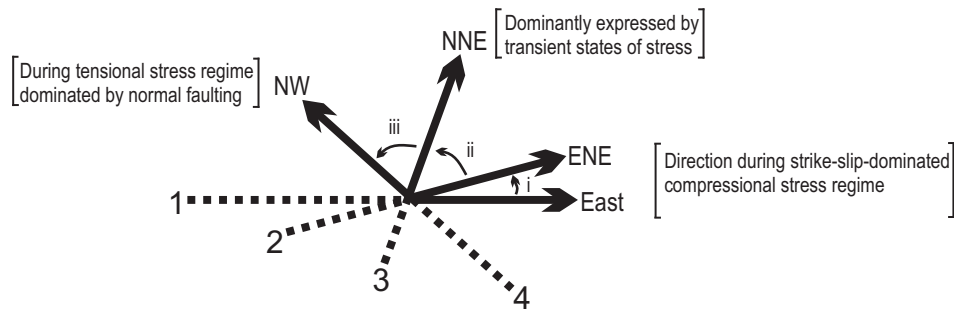 [Dominantly expressed by
transient states of stress]
NNE
[During tensional stress regime
dominated by normal faulting]
NW
iii
ii
ENE
[Direction during strike-slip-dominated
compressional stress regime]
i
East
1
2
3
4